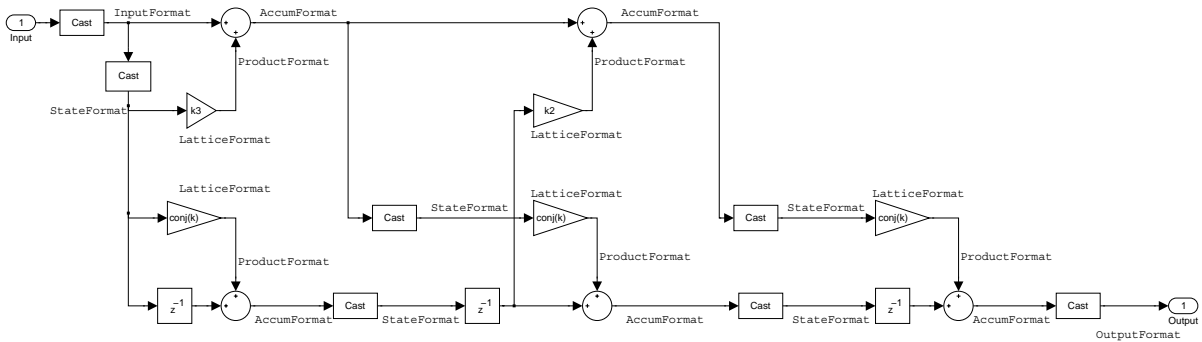 InputFormat
AccumFormat
AccumFormat
1
Cast
+
+
+
+
Input
ProductFormat
ProductFormat
Cast
StateFormat
k3
k2
LatticeFormat
LatticeFormat
LatticeFormat
LatticeFormat
LatticeFormat
conj(k)
Cast
StateFormat
conj(k)
Cast
StateFormat
conj(k)
ProductFormat
ProductFormat
ProductFormat
z−1
+
+
Cast
z−1
+
+
Cast
z−1
+
+
Cast
1
AccumFormat
StateFormat
AccumFormat
StateFormat
AccumFormat
Output
OutputFormat